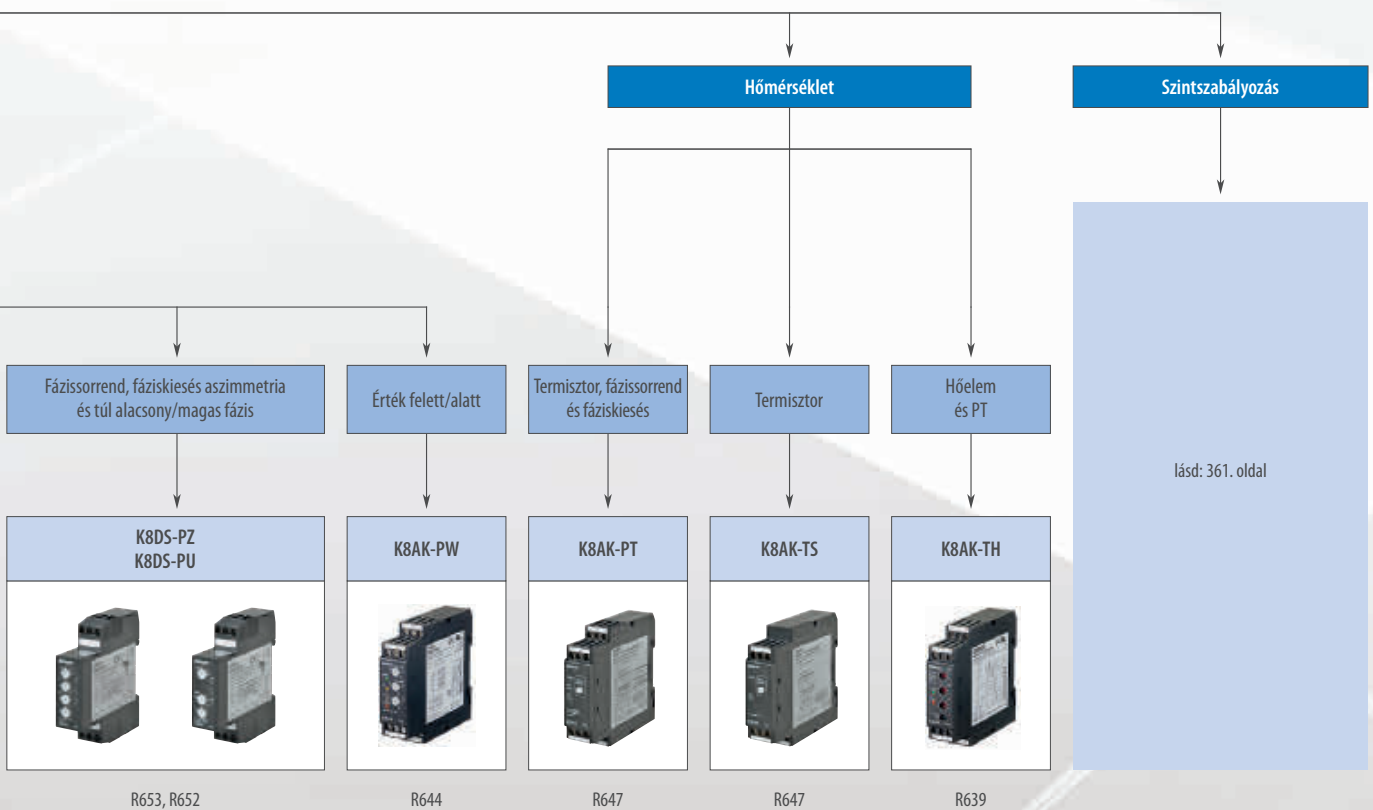 Hőmérséklet
Szintszabályozás
Fázissorrend, fáziskiesés aszimmetria
és túl alacsony/magas fázis
Érték felett/alatt
Termisztor, fázissorrend
és fáziskiesés
Termisztor
Hőelem
és PT
lásd: 361. oldal
K8DS-PZ
K8DS-PU
K8AK-PW
K8AK-PT
K8AK-TS
K8AK-TH
R653, R652
R644
R647
R647
R639